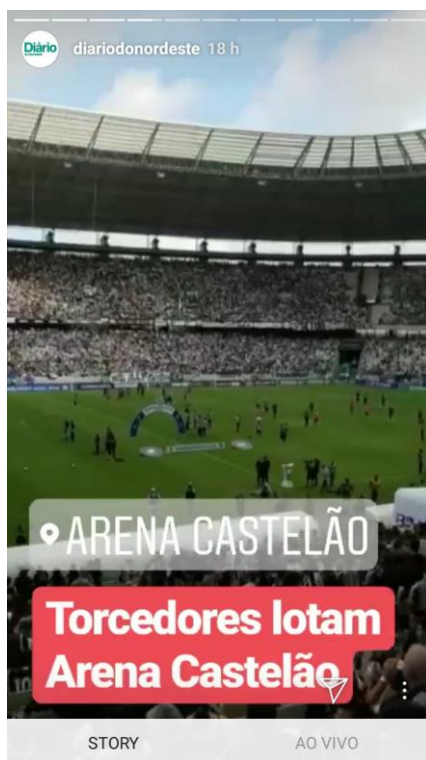 Diário
diariodonordeste 18 h
ARENA CASTELÃO
Torcedores lotam
Arena Castelão
STORY
AO VIVO